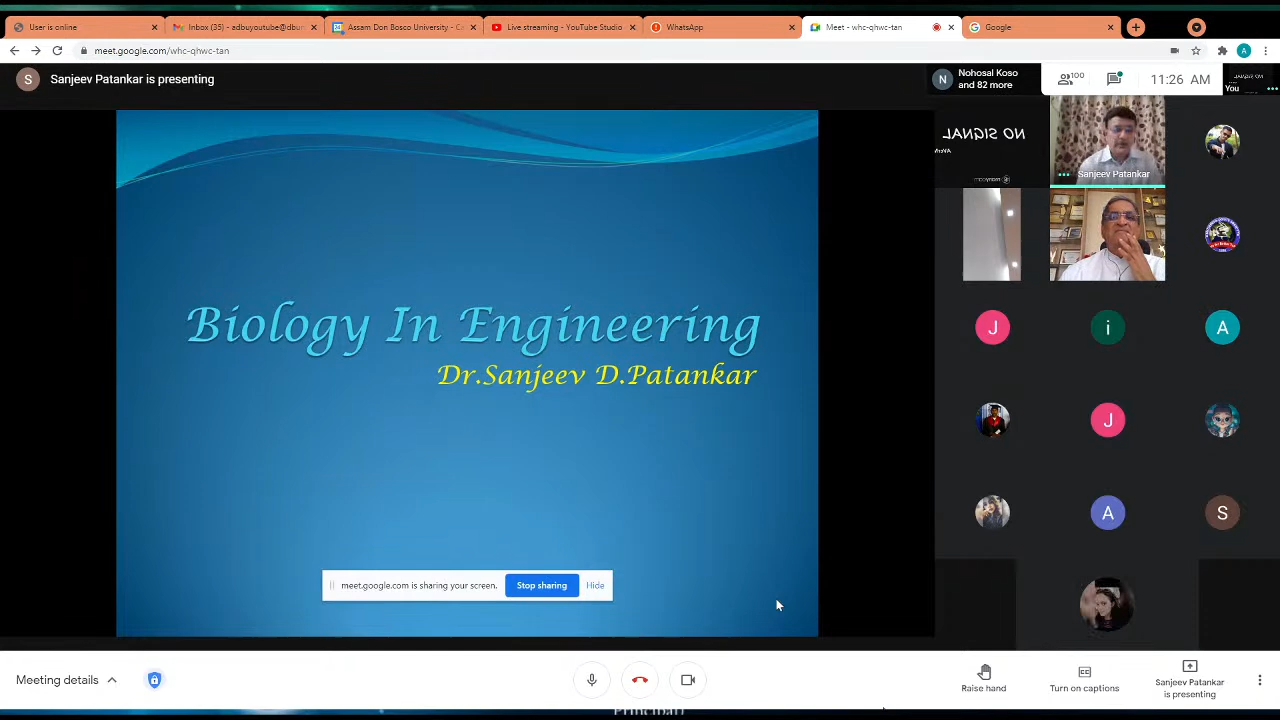 User is online
Inbox (35) - adbuyoutube@dbun
Assam Don Bosco University - Ca
Live streaming - YouTube Studio
WhatsApp
Meet - whc-qhwc-tan
Google
meet.google.com/whc-qhwc-tan
S
Sanjeev Patankar is presenting
N
Nohosal Koso
and 82 more
100
11:26 AM
You
NO SIGNAL
Sanjeev Patankar
Biology In Engineering
Dr.Sanjeev D.Patankar
J
i
A
J
A
S
meet.google.com is sharing your screen.
Stop sharing
Hide
Meeting details
Raise hand
Turn on captions
Sanjeev Patankar
is presenting